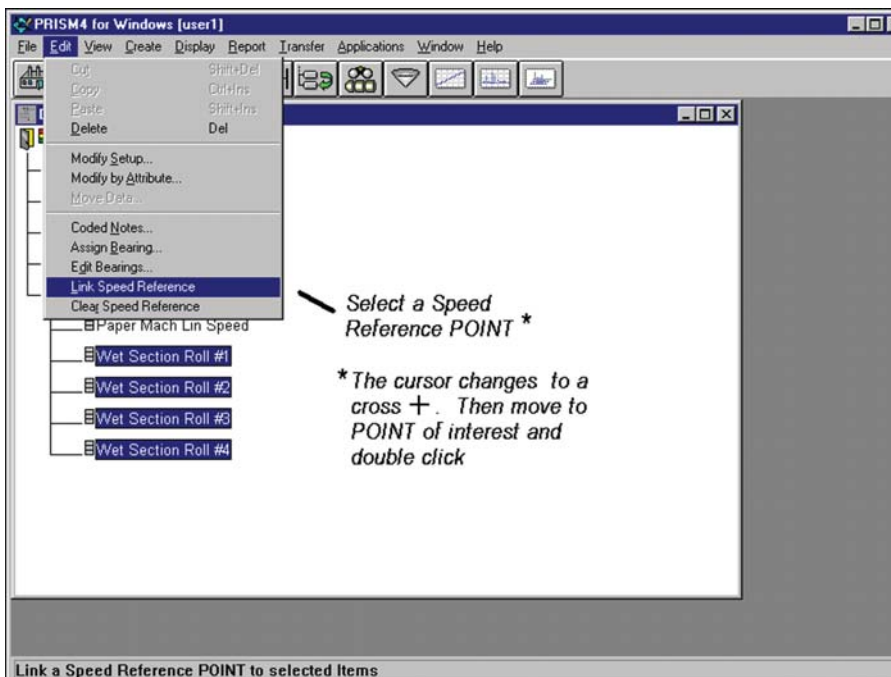 PRISM4 for Windows [user1]
File Edit View Create Display Report Transfer Applications Window Help
Cut Shift+Del
Copy Ctrl+Ins
Paste Shift+Ins
Delete Del
Modify Setup...
Modify by Attribute...
Move Data...
Coded Notes...
Assign Bearing...
Edit Bearings...
Link Speed Reference
Clear Speed Reference
Paper Mach Lin Speed
Wet Section Roll #1
Wet Section Roll #2
Wet Section Roll #3
Wet Section Roll #4
Select a Speed
Reference POINT *
* The cursor changes to a
cross +. Then move to
POINT of interest and
double click
Link a Speed Reference POINT to selected Items